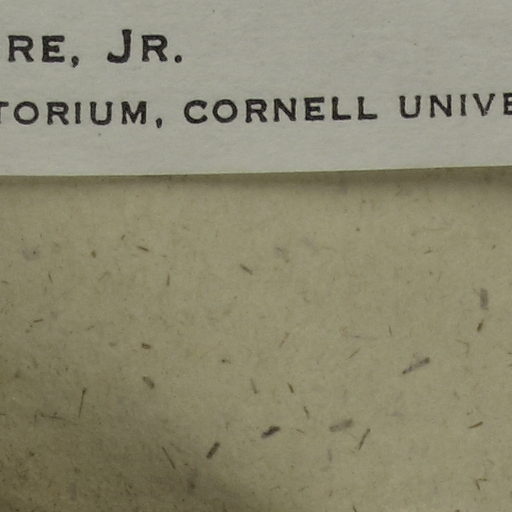 RE, JR.
TORIUM, CORNELL UNIVE